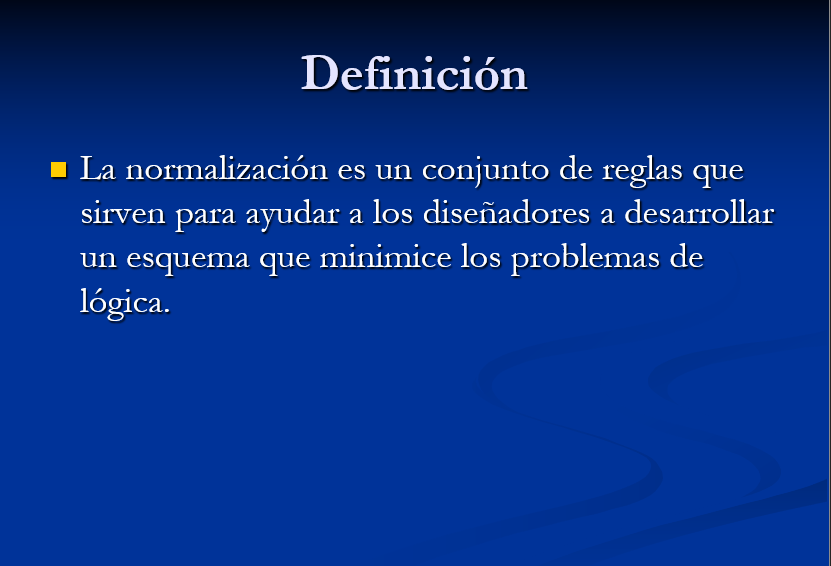 Definición
La normalización es un conjunto de reglas que
sirven para ayudar a los diseñadores a desarrollar
un esquema que minimice los problemas de
lógica.